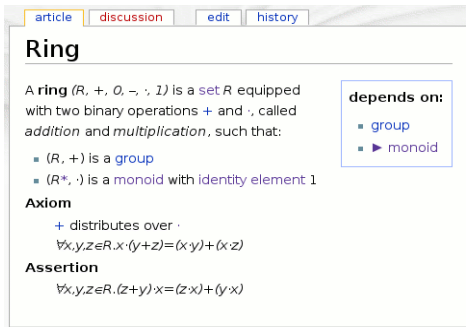 article discussion edit history
Ring
A ring (R, +, 0, –, ·, 1) is a set R equipped
with two binary operations + and ·, called
addition and multiplication, such that:
(R, +) is a group
(R*, ·) is a monoid with identity element 1
Axiom
+ distributes over ·
∀x,y,z∈R.x·(y+z)=(x·y)+(x·z)
Assertion
∀x,y,z∈R.(z+y)·x=(z·x)+(y·x)
depends on:
group
► monoid